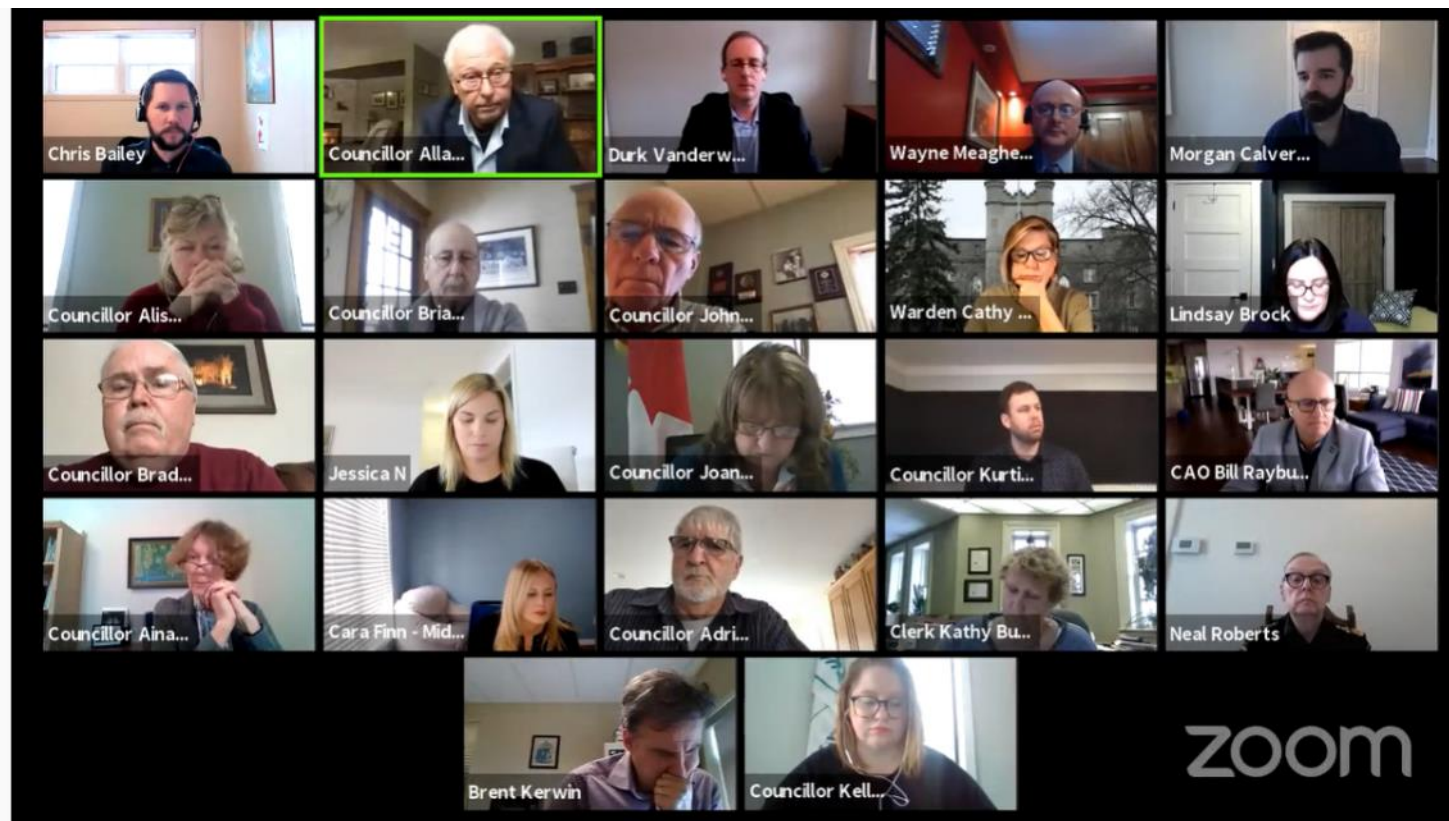 Chris Bailey
Councillor Alla...
Durk Vanderw...
Wayne Meaghe...
Morgan Calver...
Councillor Alis...
Councillor Bria...
Councillor John...
Warden Cathy ...
Lindsay Brock
Councillor Brad...
Jessica N
Councillor Joan...
Councillor Kurti...
CAO Bill Raybu...
Councillor Aina...
Cara Finn - Mid...
Councillor Adri...
Clerk Kathy Bu...
Neal Roberts
Brent Kerwin
Councillor Kell...
zoom